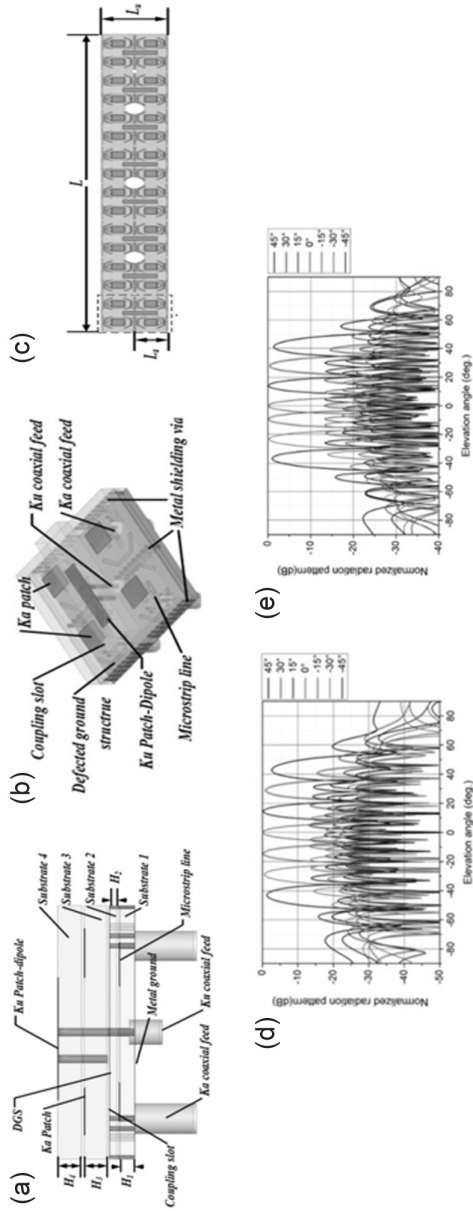 (a)
Ka Patch
DGS
Ku Patch-dipole
Substrate 4
Substrate 3
Substrate 2
H2
Substrate 1
Microstrip line
H4
H3
H1
Coupling slot
Metal ground
Ka coaxial feed
Ku coaxial feed
(b)
Ka patch
Coupling slot
Defected ground
structrue
Ku Patch-Dipole
Microstrip line
Ku coaxial feed
Ka coaxial feed
Metal shielding via
(c)
L
Ls
Ls
(d)
Normalized radiation pattern(dB)
0
-10
-20
-30
-40
-50
-80
-60
-40
-20
0
20
40
60
80
Elevation angle (deg.)
45°
30°
15°
0°
-15°
-30°
-45°
(e)
Normalized radiation pattern(dB)
0
-10
-20
-30
-40
-80
-60
-40
-20
0
20
40
60
80
Elevation angle (deg.)
45°
30°
15°
0°
-15°
-30°
-45°